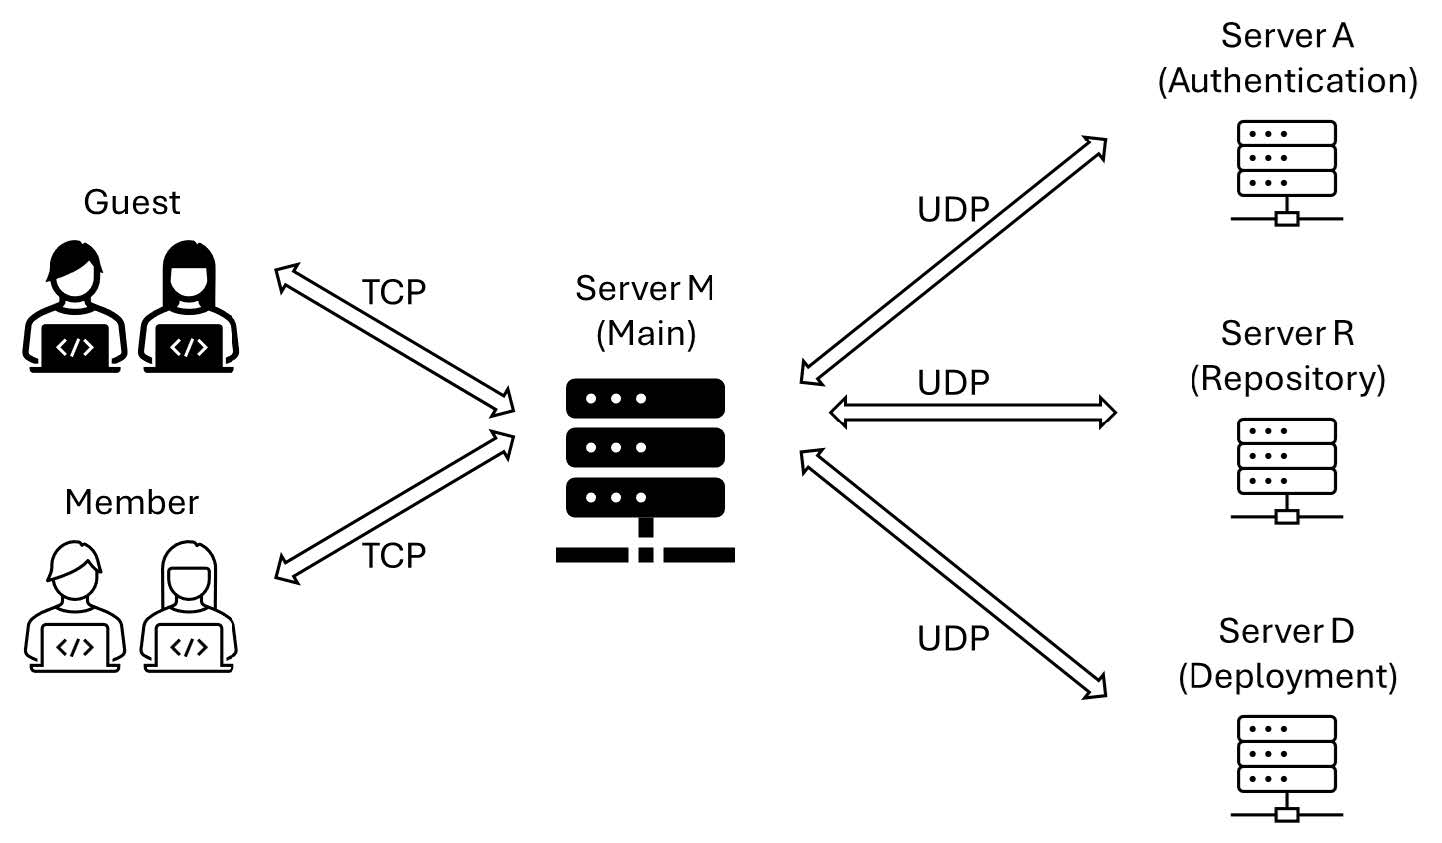 Guest
</>
</>
TCP
Member
</>
</>
TCP
Server M
(Main)
UDP
UDP
UDP
Server A
(Authentication)
Server R
(Repository)
Server D
(Deployment)